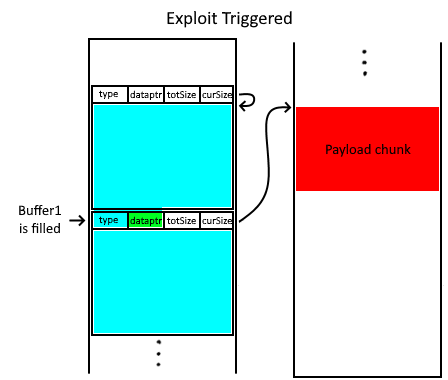 Exploit Triggered
type dataptr totSize curSize
Payload chunk
Buffer1
is filled
type dataptr totSize curSize